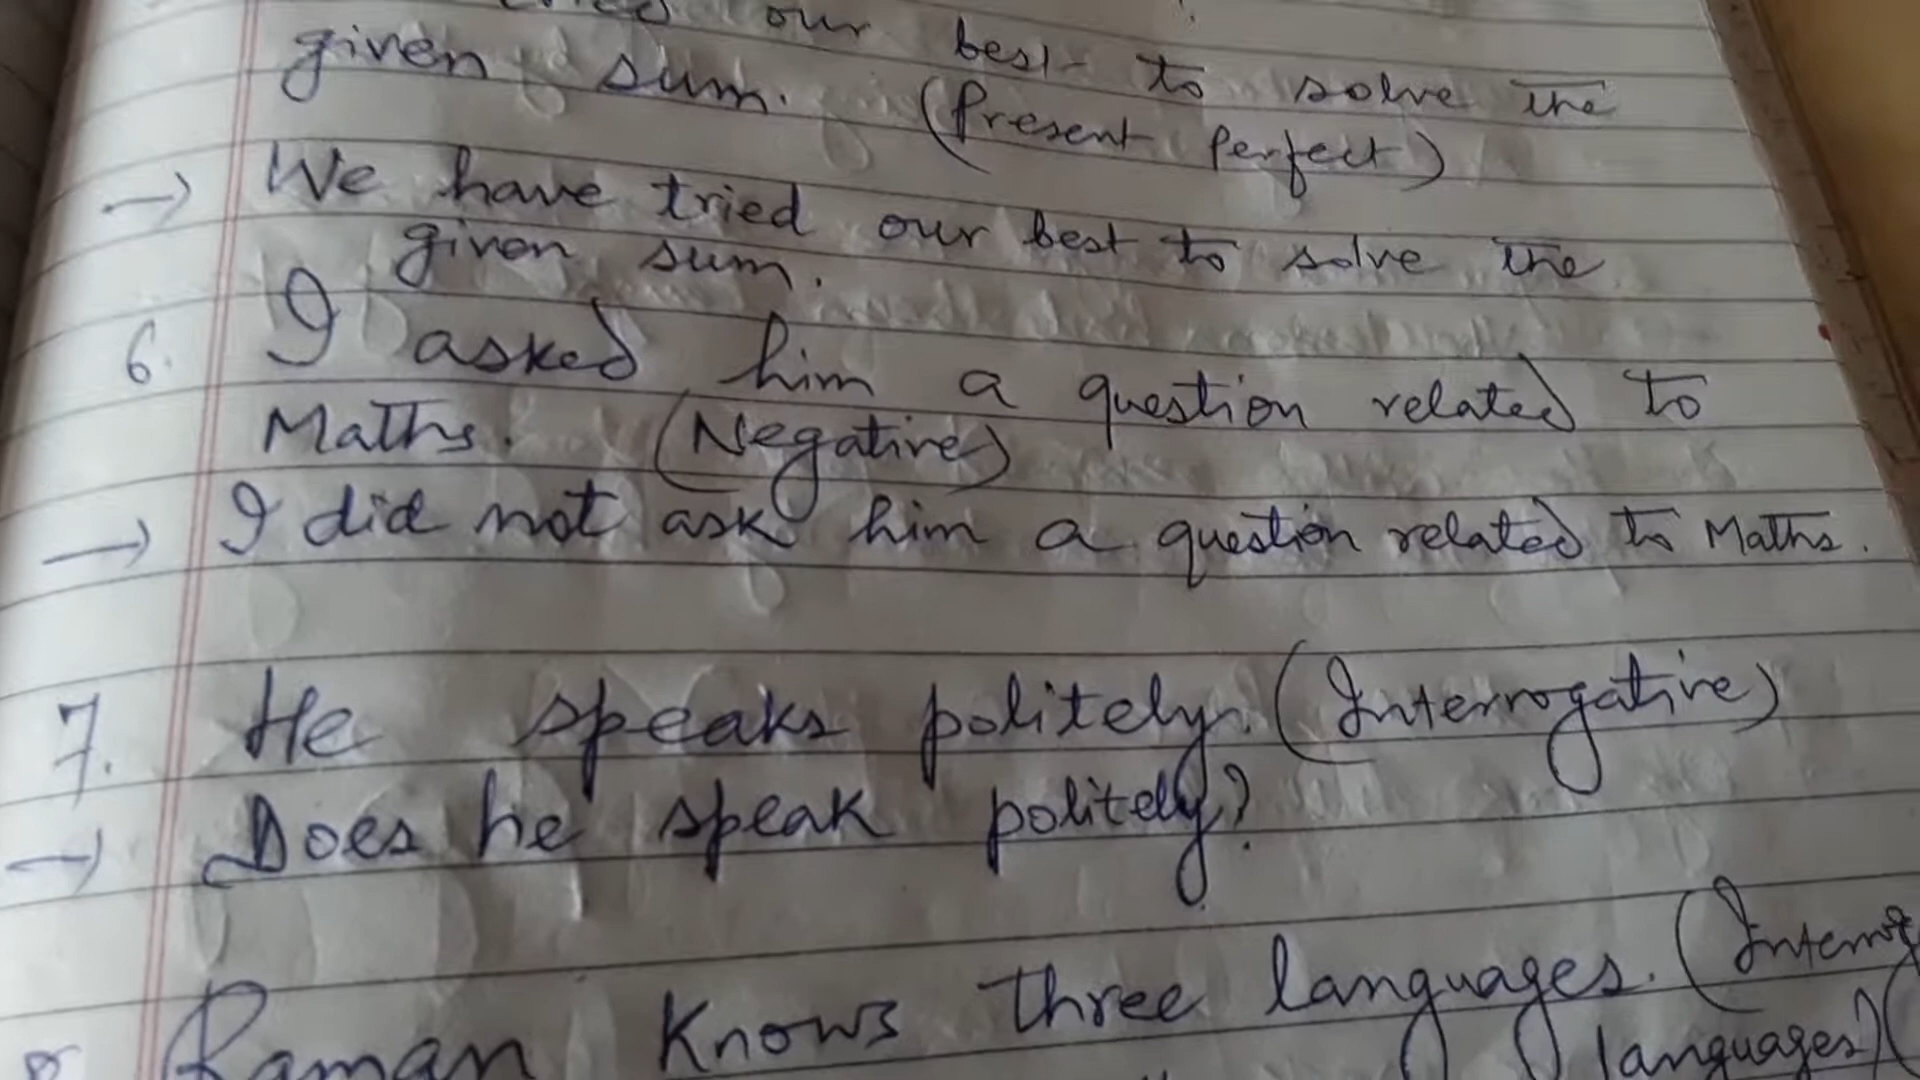 our best to solve the
given sum. (Present Perfect)
→ We have tried our best to solve the
given sum.
6. I asked him a question related to
Maths. (Negative)
→ I did not ask him a question related to Maths.
7. He speaks politely. (Interrogative)
→ Does he speak politely?
Raman knows three languages.
languages)